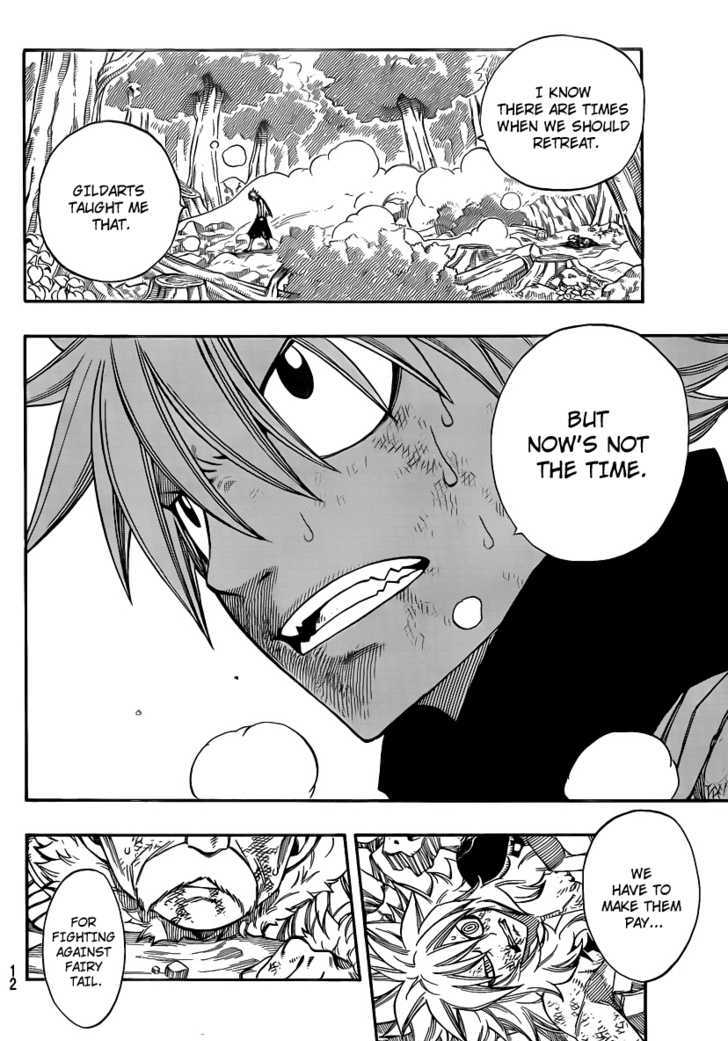 I KNOW
THERE ARE TIMES
WHEN WE SHOULD
RETREAT.
GILDARTS
TAUGHT ME
THAT.
BUT
NOW'S NOT
THE TIME.
WE
HAVE TO
MAKE THEM
PAY...
FOR
FIGHTING
AGAINST
FAIRY
TAIL.
12